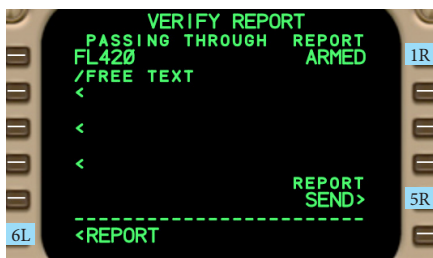 VERIFY REPORT
PASSING THROUGH REPORT
FL420 ARMED 1R
/FREE TEXT
<
<
<
REPORT
SEND> 5R
------------------------
6L <REPORT